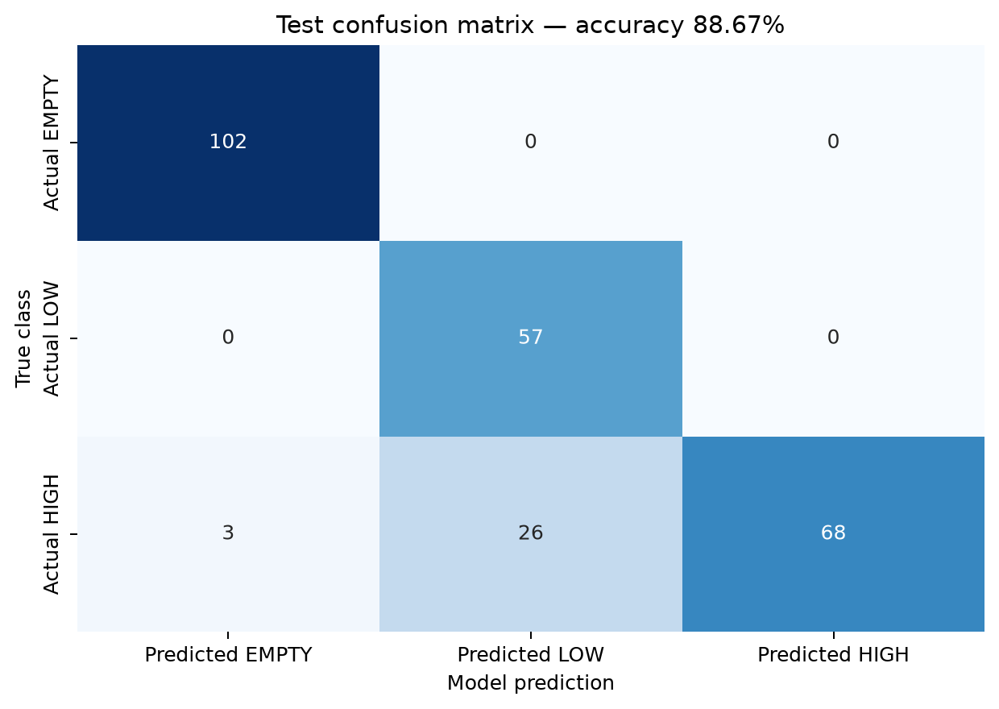 Test confusion matrix — accuracy 88.67%
True class
Actual EMPTY
102
0
0
Actual LOW
0
57
0
Actual HIGH
3
26
68
Predicted EMPTY
Predicted LOW
Predicted HIGH
Model prediction